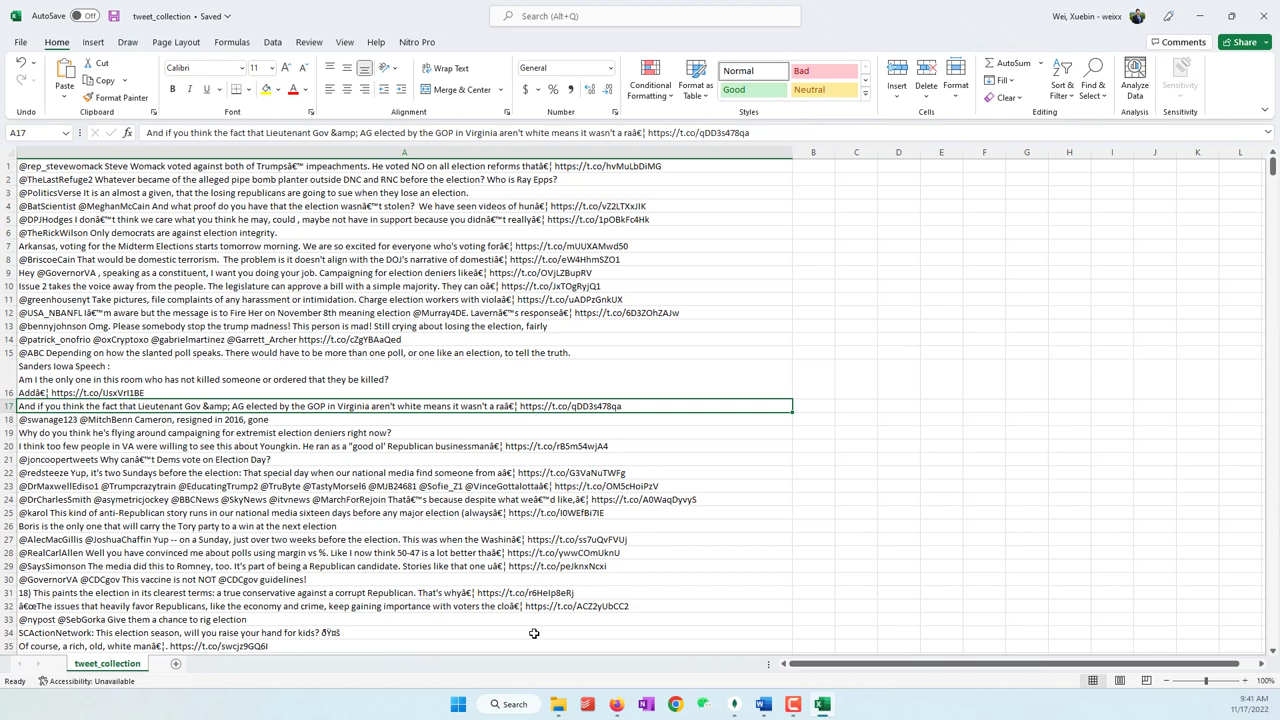 AutoSave Off tweet_collection • Saved Search (Alt+Q) Wei, Xuebin - weixx
File Home Insert Draw Page Layout Formulas Data Review View Help Nitro Pro Comments Share
Cut Calibri 11 Wrap Text General Normal Bad AutoSum
Paste Copy Conditional Formatting Format as Table Insert Delete Format Fill Sort & Filter Find & Select Analyze Data Sensitivity
Format Painter B I U Merge & Center $ % Good Neutral Clear
Undo Clipboard Font Alignment Number Styles Cells Editing Analysis Sensitivity
A17 fx And if you think the fact that Lieutenant Gov &amp; AG elected by the GOP in Virginia aren't white means it wasn't a raâ€¦ https://t.co/qDD3s478qa
A B C D E F G H I J K L
1 @rep_stevewomack Steve Womack voted against both of Trumpsâ€™ impeachments. He voted NO on all election reforms thatâ€¦ https://t.co/hvMuLbDiMG
2 @TheLastRefuge2 Whatever became of the alleged pipe bomb planter outside DNC and RNC before the election? Who is Ray Epps?
3 @PoliticsVerse It is an almost a given, that the losing republicans are going to sue when they lose an election.
4 @BatScientist @MeghanMcCain And what proof do you have that the election wasnâ€™t stolen?  We have seen videos of hunâ€¦ https://t.co/vZ2LTXxJIK
5 @DPJHodges I donâ€™t think we care what you think he may, could , maybe not have in support because you didnâ€™t reallyâ€¦ https://t.co/1pOBkFc4Hk
6 @TheRickWilson Only democrats are against election integrity.
7 Arkansas, voting for the Midterm Elections starts tomorrow morning. We are so excited for everyone who's voting forâ€¦ https://t.co/mUUXAMwd50
8 @BriscoeCain That would be domestic terrorism.  The problem is it doesn't align with the DOJ's narrative of domestiâ€¦ https://t.co/eW4HhmSZO1
9 Hey @GovernorVA , speaking as a constituent, I want you doing your job. Campaigning for election deniers likeâ€¦ https://t.co/OVjLZBupRV
10 Issue 2 takes the voice away from the people. The legislature can approve a bill with a simple majority. They can oâ€¦ https://t.co/JxTOgRyjQ1
11 @greenhousenyt Take pictures, file complaints of any harassment or intimidation. Charge election workers with violaâ€¦ https://t.co/uADPzGnkUX
12 @USA_NBANFL Iâ€™m aware but the message is to Fire Her on November 8th meaning election @Murray4DE. Lavernâ€™s responseâ€¦ https://t.co/6D3ZOhZAJw
13 @bennyjohnson Omg. Please somebody stop the trump madness! This person is mad! Still crying about losing the election, fairly
14 @patrick_onofrio @oxCryptoxo @gabrielmartinez @Garrett_Archer https://t.co/cZgYBAaQed
15 @ABC Depending on how the slanted poll speaks. There would have to be more than one poll, or one like an election, to tell the truth.
Sanders Iowa Speech :
Am I the only one in this room who has not killed someone or ordered that they be killed?
16 Addâ€¦ https://t.co/IJsxVrI1BE
17 And if you think the fact that Lieutenant Gov &amp; AG elected by the GOP in Virginia aren't white means it wasn't a raâ€¦ https://t.co/qDD3s478qa
18 @swanage123 @MitchBenn Cameron, resigned in 2016, gone
19 Why do you think he's flying around campaigning for extremist election deniers right now?
20 I think too few people in VA were willing to see this about Youngkin. He ran as a "good ol' Republican businessmanâ€¦ https://t.co/rB5m54wjA4
21 @joncoopertweets Why canâ€™t Dems vote on Election Day?
22 @redsteeze Yup, it's two Sundays before the election: That special day when our national media find someone from aâ€¦ https://t.co/G3VaNuTWFg
23 @DrMaxwellEdiso1 @Trumpcrazytrain @EducatingTrump2 @TruByte @TastyMorsel6 @MJB24681 @Sofie_Z1 @VinceGottalottaâ€¦ https://t.co/OM5cHoiPzV
24 @DrCharlesSmith @asymetricjockey @BBCNews @SkyNews @itvnews @MarchForRejoin Thatâ€™s because despite what weâ€™d like,â€¦ https://t.co/A0WaqDyvyS
25 @karol This kind of anti-Republican story runs in our national media sixteen days before any major election (alwaysâ€¦ https://t.co/I0WEfBi7IE
26 Boris is the only one that will carry the Tory party to a win at the next election
27 @AlecMacGillis @JoshuaChaffin Yup -- on a Sunday, just over two weeks before the election. This was when the Washinâ€¦ https://t.co/ss7uQvFVUj
28 @RealCarlAllen Well you have convinced me about polls using margin vs %. Like I now think 50-47 is a lot better thaâ€¦ https://t.co/ywwCOmUknU
29 @SaysSimonson The media did this to Romney, too. It's part of being a Republican candidate. Stories like that one uâ€¦ https://t.co/peJknxNcxi
30 @GovernorVA @CDCgov This vaccine is not NOT @CDCgov guidelines!
31 18) This paints the election in its clearest terms: a true conservative against a corrupt Republican. That's whyâ€¦ https://t.co/r6HeIp8eRj
32 â€œThe issues that heavily favor Republicans, like the economy and crime, keep gaining importance with voters the cloâ€¦ https://t.co/ACZ2yUbCC2
33 @nypost @SebGorka Give them a chance to rig election
34 SCActionNetwork: This election season, will you raise your hand for kids? ðŸ¤š
35 Of course, a rich, old, white manâ€¦. https://t.co/swcjz9GQ6I
tweet_collection
Ready Accessibility: Unavailable 100%
Search 9:41 AM
11/17/2022